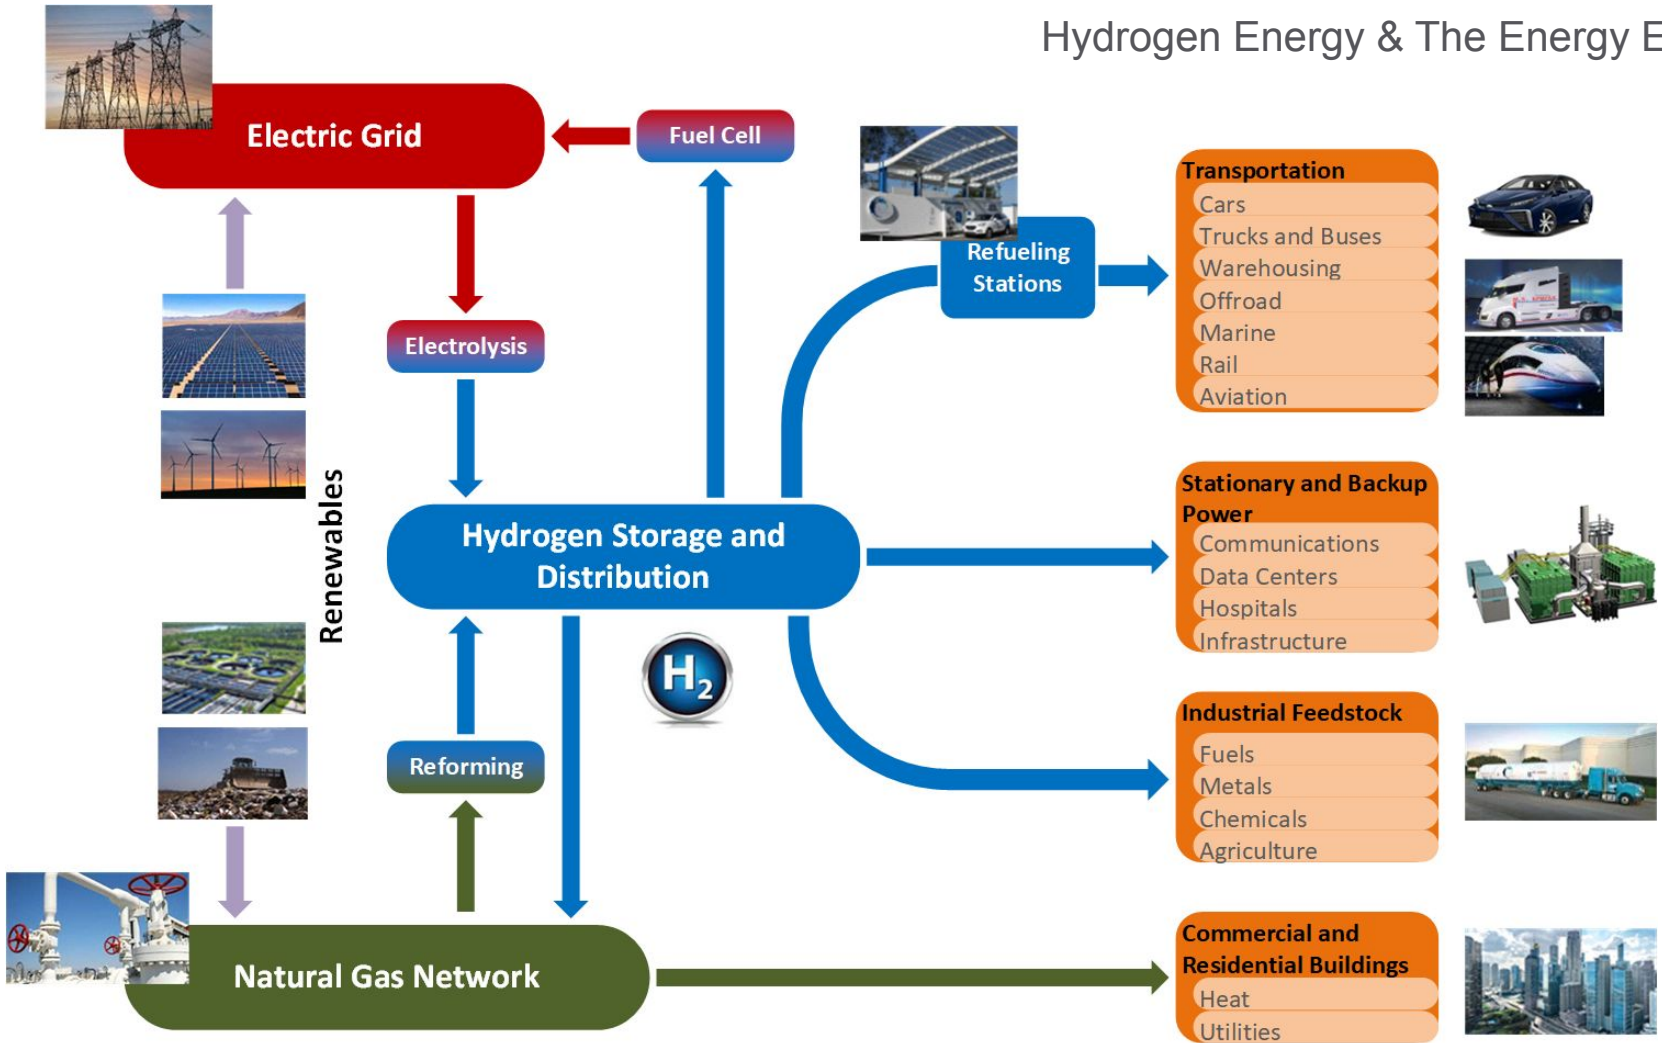 Hydrogen Energy & The Energy E
Electric Grid
Fuel Cell
Refueling
Stations
Electrolysis
Renewables
Hydrogen Storage and
Distribution
H2
Reforming
Natural Gas Network
Transportation
Cars
Trucks and Buses
Warehousing
Offroad
Marine
Rail
Aviation
Stationary and Backup
Power
Communications
Data Centers
Hospitals
Infrastructure
Industrial Feedstock
Fuels
Metals
Chemicals
Agriculture
Commercial and
Residential Buildings
Heat
Utilities